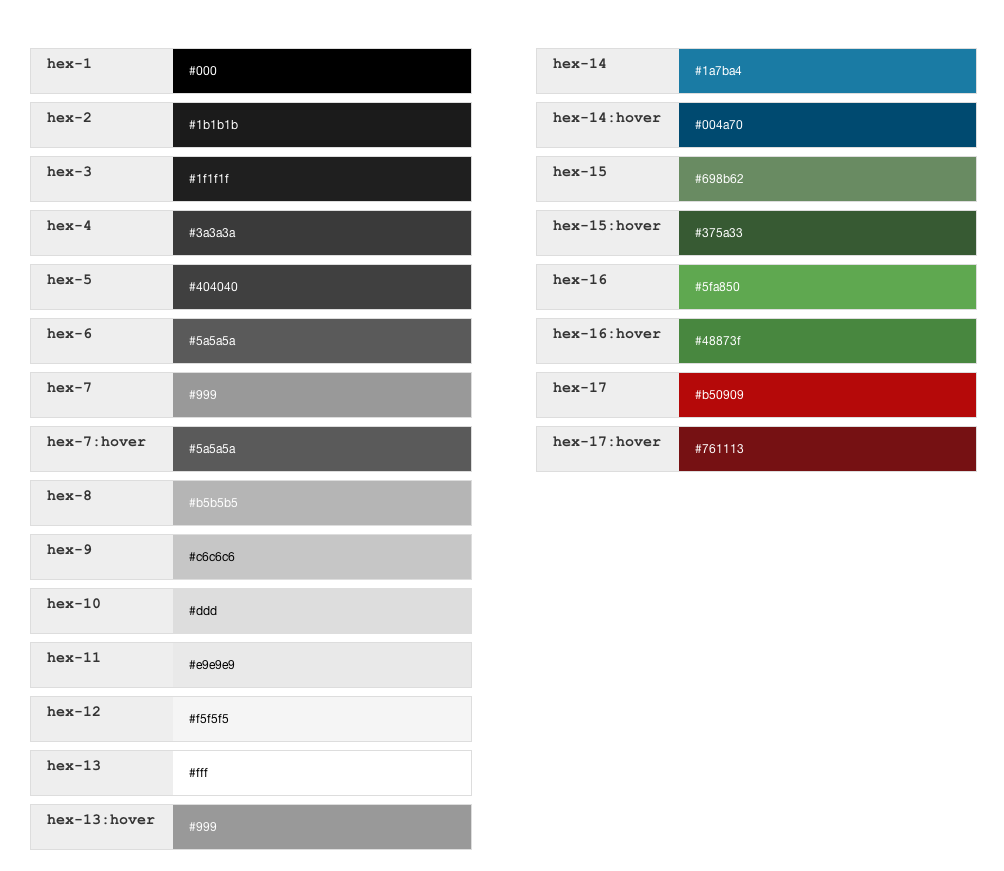 hex-1 #000
hex-2 #1b1b1b
hex-3 #1f1f1f
hex-4 #3a3a3a
hex-5 #404040
hex-6 #5a5a5a
hex-7 #999
hex-7:hover #5a5a5a
hex-8 #b5b5b5
hex-9 #c6c6c6
hex-10 #ddd
hex-11 #e9e9e9
hex-12 #f5f5f5
hex-13 #fff
hex-13:hover #999
hex-14 #1a7ba4
hex-14:hover #004a70
hex-15 #698b62
hex-15:hover #375a33
hex-16 #5fa850
hex-16:hover #48873f
hex-17 #b50909
hex-17:hover #761113